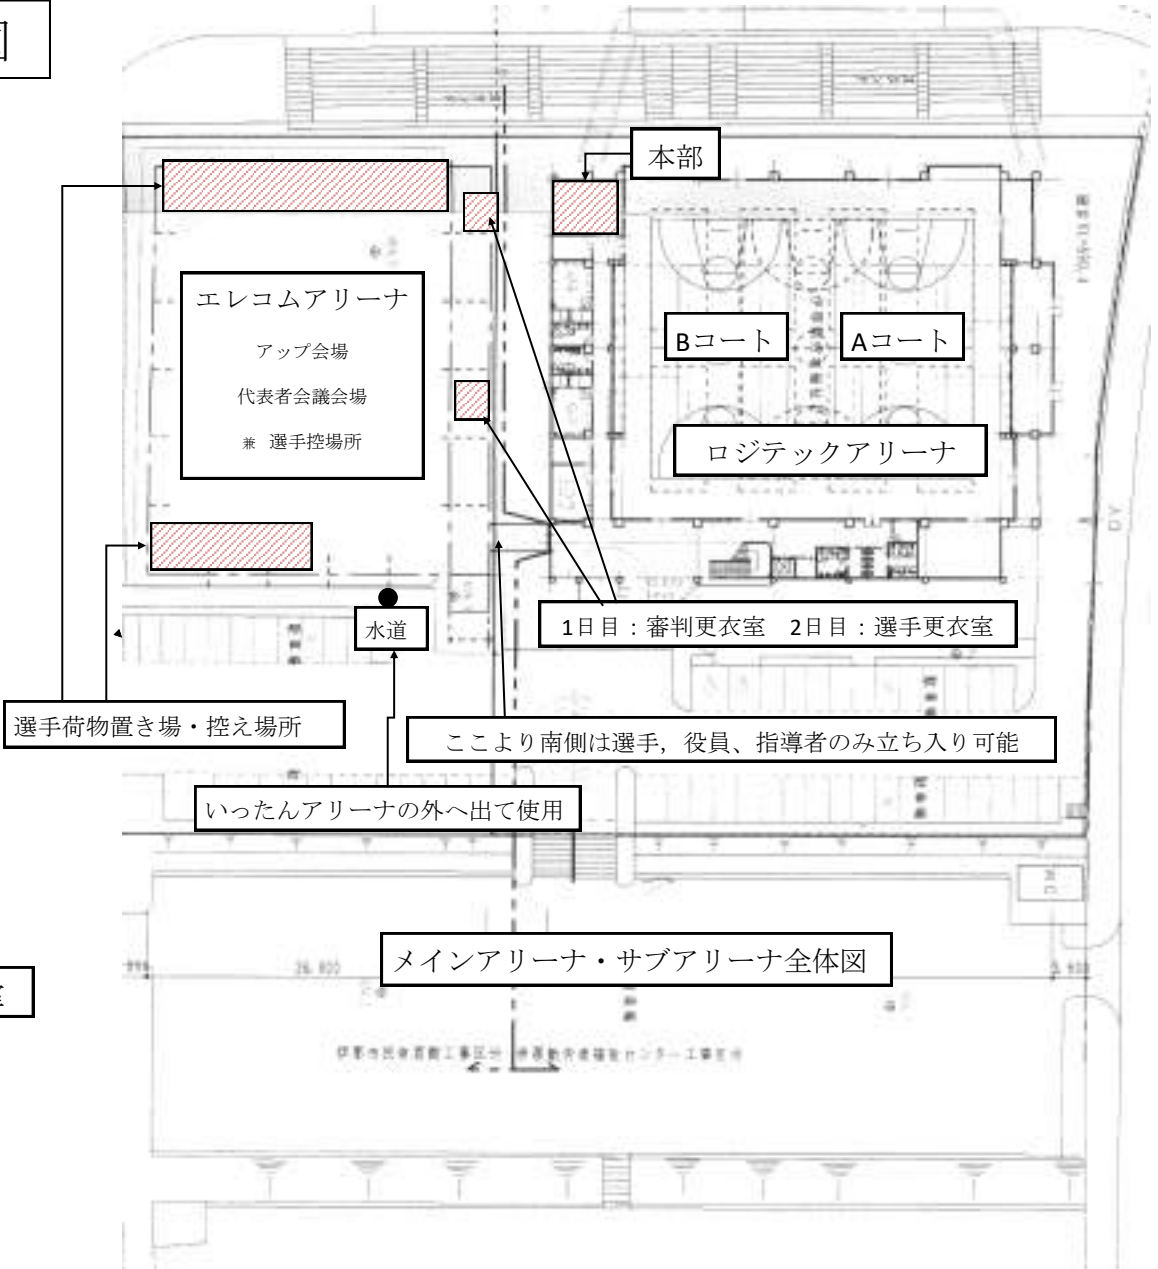 図
本部
エレコムアリーナ
アップ会場
代表者会議会場
兼 選手控場所
Bコート
Aコート
ロジテックアリーナ
1日目：審判更衣室 2日目：選手更衣室
水道
選手荷物置き場・控え場所
ここより南側は選手，役員、指導者のみ立ち入り可能
いったんアリーナの外へ出て使用
メインアリーナ・サブアリーナ全体図